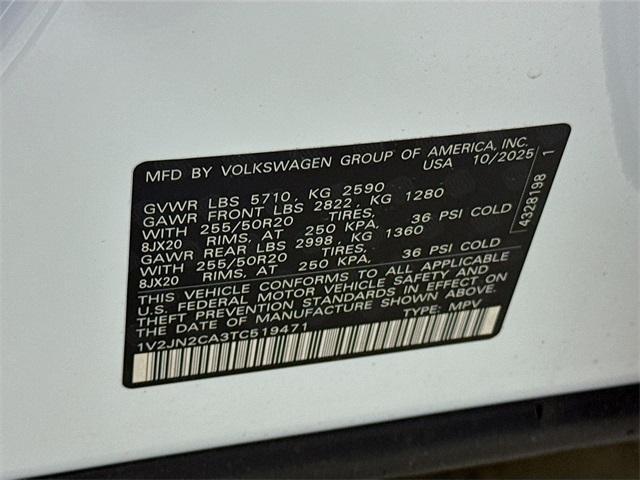 MFD BY VOLKSWAGEN GROUP OF AMERICA, INC.
USA 10/2025
GVWR LBS 5710, KG 2590
GAWR FRONT LBS 2822, KG 1280
WITH 255/50R20 TIRES,
8JX20 RIMS, AT 250 KPA, 36 PSI COLD
GAWR REAR LBS 2998, KG 1360
WITH 255/50R20 TIRES,
8JX20 RIMS, AT 250 KPA, 36 PSI COLD
THIS VEHICLE CONFORMS TO ALL APPLICABLE
U.S. FEDERAL MOTOR VEHICLE SAFETY AND
THEFT PREVENTION STANDARDS IN EFFECT ON
THE DATE OF MANUFACTURE SHOWN ABOVE.
1V2JN2CA3TC519471 TYPE: MPV
4328198 1